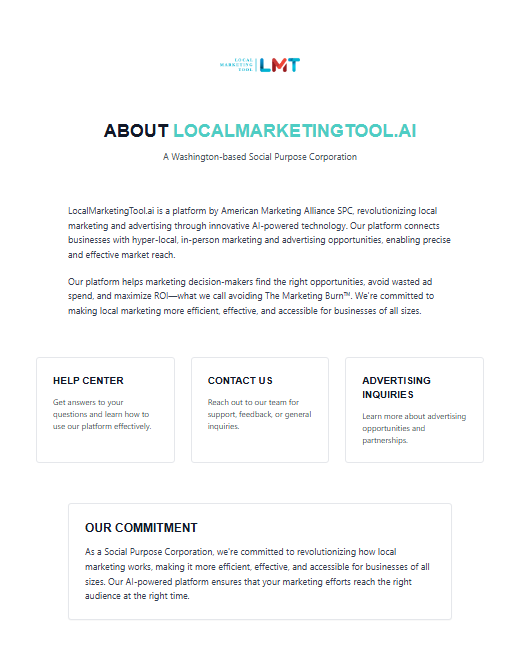 LOCAL
MARKETING
TOOL
LMT
ABOUT LOCALMARKETINGTOOL.AI
A Washington-based Social Purpose Corporation
LocalMarketingTool.ai is a platform by American Marketing Alliance SPC, revolutionizing local
marketing and advertising through innovative AI-powered technology. Our platform connects
businesses with hyper-local, in-person marketing and advertising opportunities, enabling precise
and effective market reach.
Our platform helps marketing decision-makers find the right opportunities, avoid wasted ad
spend, and maximize ROI—what we call avoiding The Marketing Burn™. We're committed to
making local marketing more efficient, effective, and accessible for businesses of all sizes.
HELP CENTER
Get answers to your
questions and learn how to
use our platform effectively.
CONTACT US
Reach out to our team for
support, feedback, or general
inquiries.
ADVERTISING
INQUIRIES
Learn more about advertising
opportunities and
partnerships.
OUR COMMITMENT
As a Social Purpose Corporation, we're committed to revolutionizing how local
marketing works, making it more efficient, effective, and accessible for businesses of all
sizes. Our AI-powered platform ensures that your marketing efforts reach the right
audience at the right time.